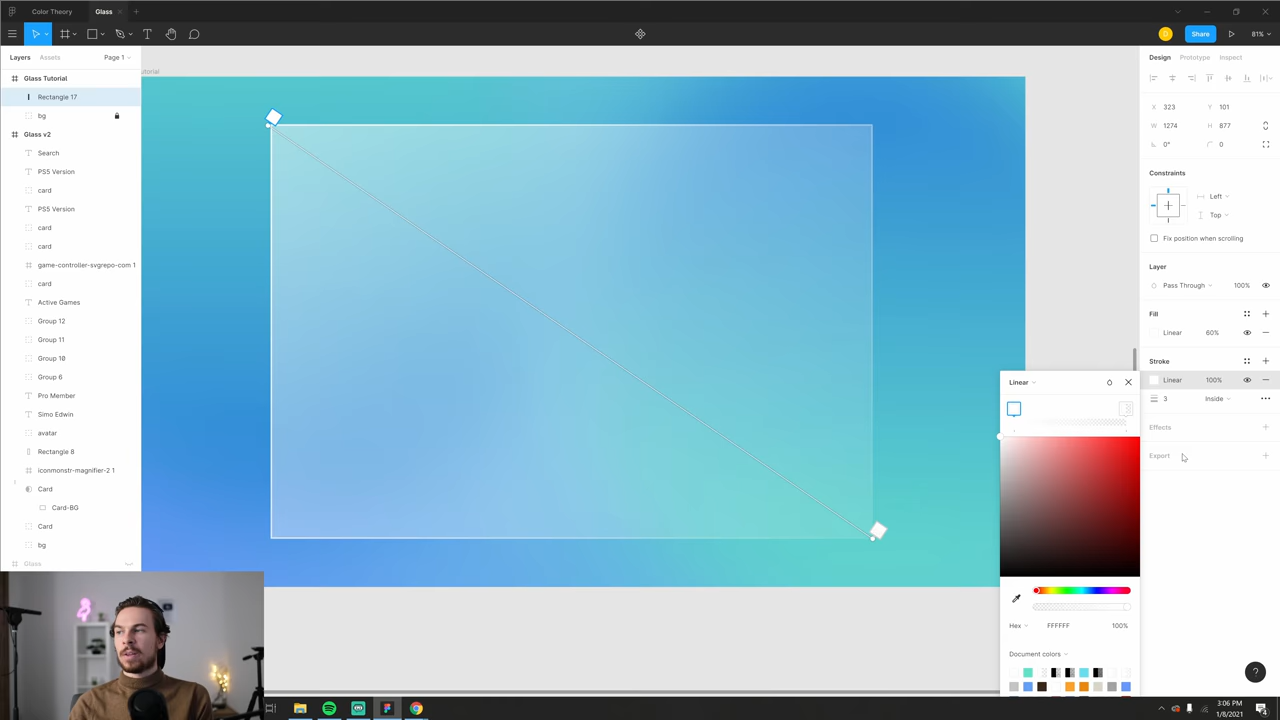 Color Theory
Glass
Share
81%
Layers
Assets
Page 1
Glass Tutorial
Rectangle 17
bg
Glass v2
Search
PS5 Version
card
PS5 Version
card
card
game-controller-svgrepo-com 1
card
Active Games
Group 12
Group 11
Group 10
Group 6
Pro Member
Simo Edwin
avatar
Rectangle 8
iconmonstr-magnifier-2 1
Card
Card-BG
Card
bg
Glass
utorial
Design
Prototype
Inspect
X 323 Y 101
W 1274 H 877
0° 0
Constraints
Left
Top
Fix position when scrolling
Layer
Pass Through 100%
Fill
Linear 60%
Stroke
Linear 100%
3 Inside
Effects
Export
Linear
Hex FFFFFF 100%
Document colors
?
3:06 PM
1/8/2021
4